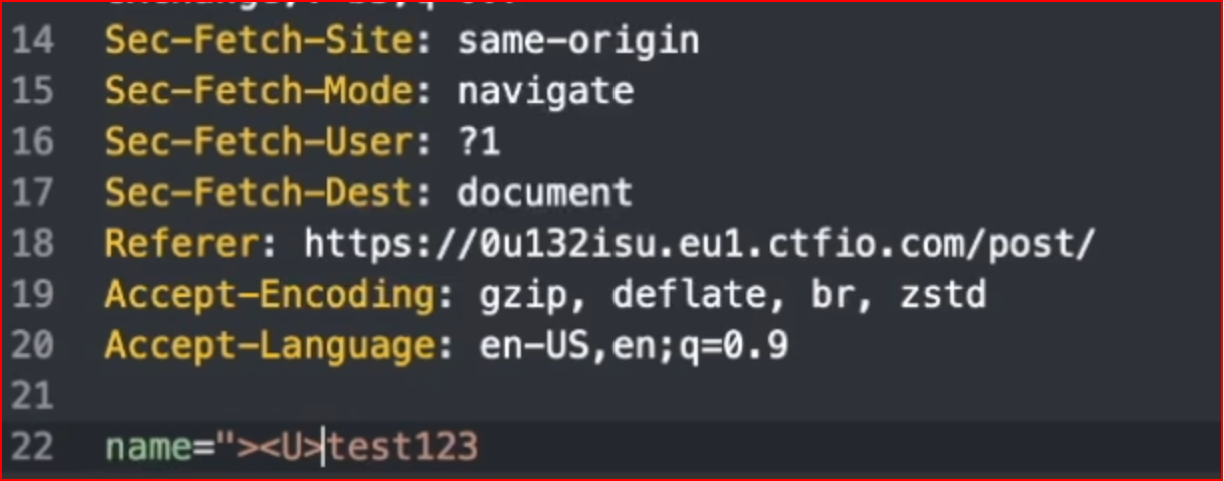 14 Sec-Fetch-Site: same-origin
15 Sec-Fetch-Mode: navigate
16 Sec-Fetch-User: ?1
17 Sec-Fetch-Dest: document
18 Referer: https://0u132isu.eu1.ctfio.com/post/
19 Accept-Encoding: gzip, deflate, br, zstd
20 Accept-Language: en-US,en;q=0.9
21
22 name="><U>test123